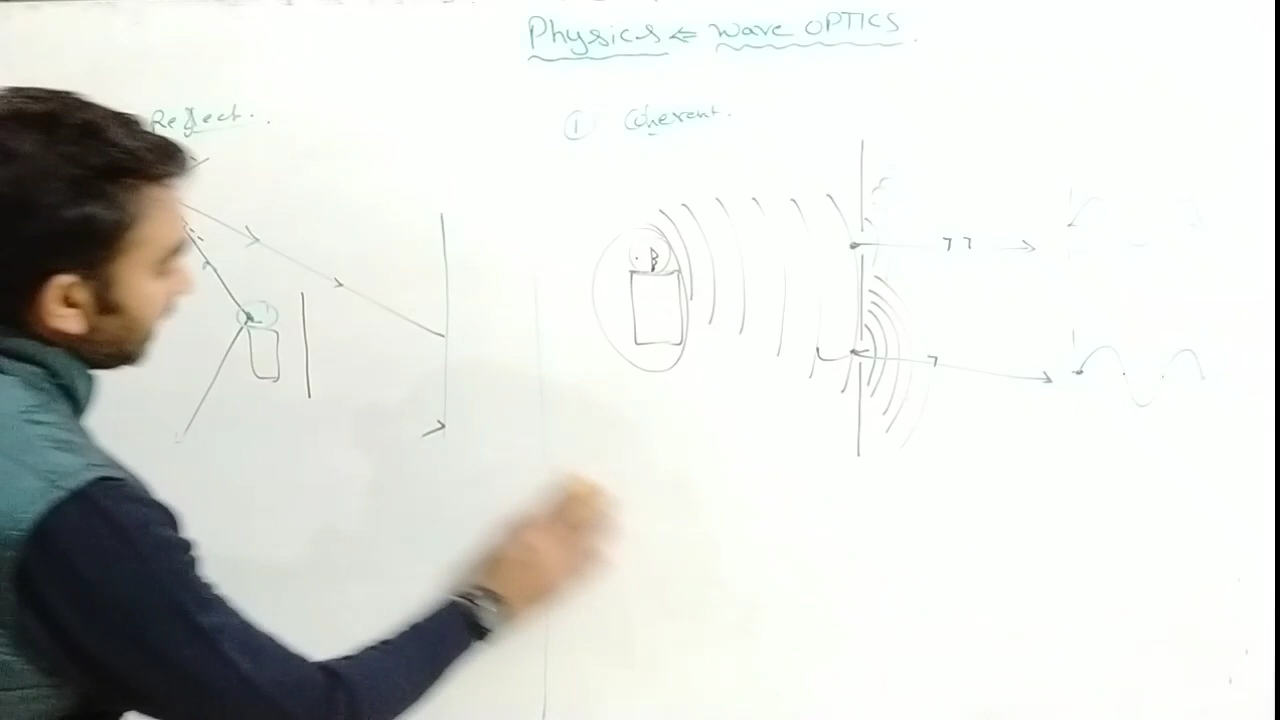 Physics ⇐ Wave OPTICS.
Reflect..
① Coherent.